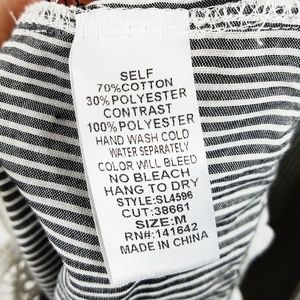 SELF
70%COTTON
30%POLYESTER
CONTRAST
100%POLYESTER
HAND WASH COLD
WATER SEPARATELY
COLOR WILL BLEED
NO BLEACH
HANG TO DRY
STYLE:SL4596
CUT:38661
SIZE:M
RN#:141642
MADE IN CHINA